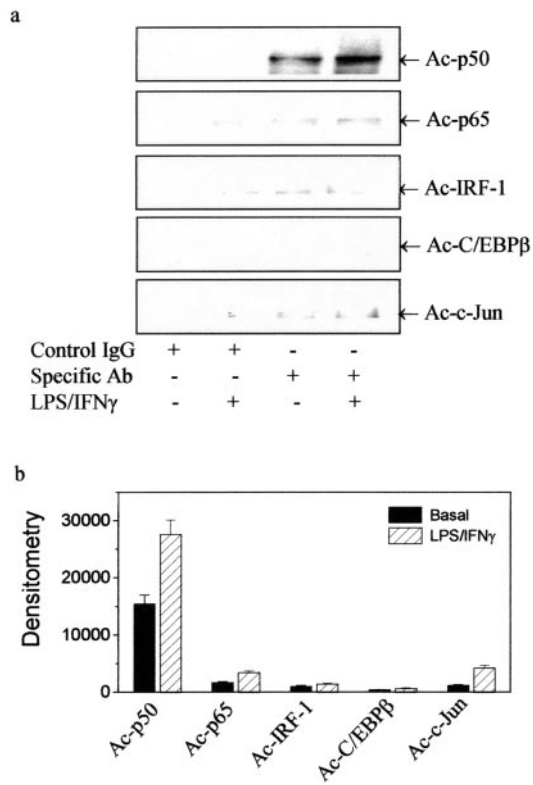 a
← Ac-p50
← Ac-p65
← Ac-IRF-1
← Ac-C/EBPβ
← Ac-c-Jun
Control IgG + + - -
Specific Ab - - + +
LPS/IFNγ - + - +
b
Densitometry
30000
20000
10000
0
Basal
LPS/IFNγ
Ac-p50
Ac-p65
Ac-IRF-1
Ac-C/EBPβ
Ac-c-Jun